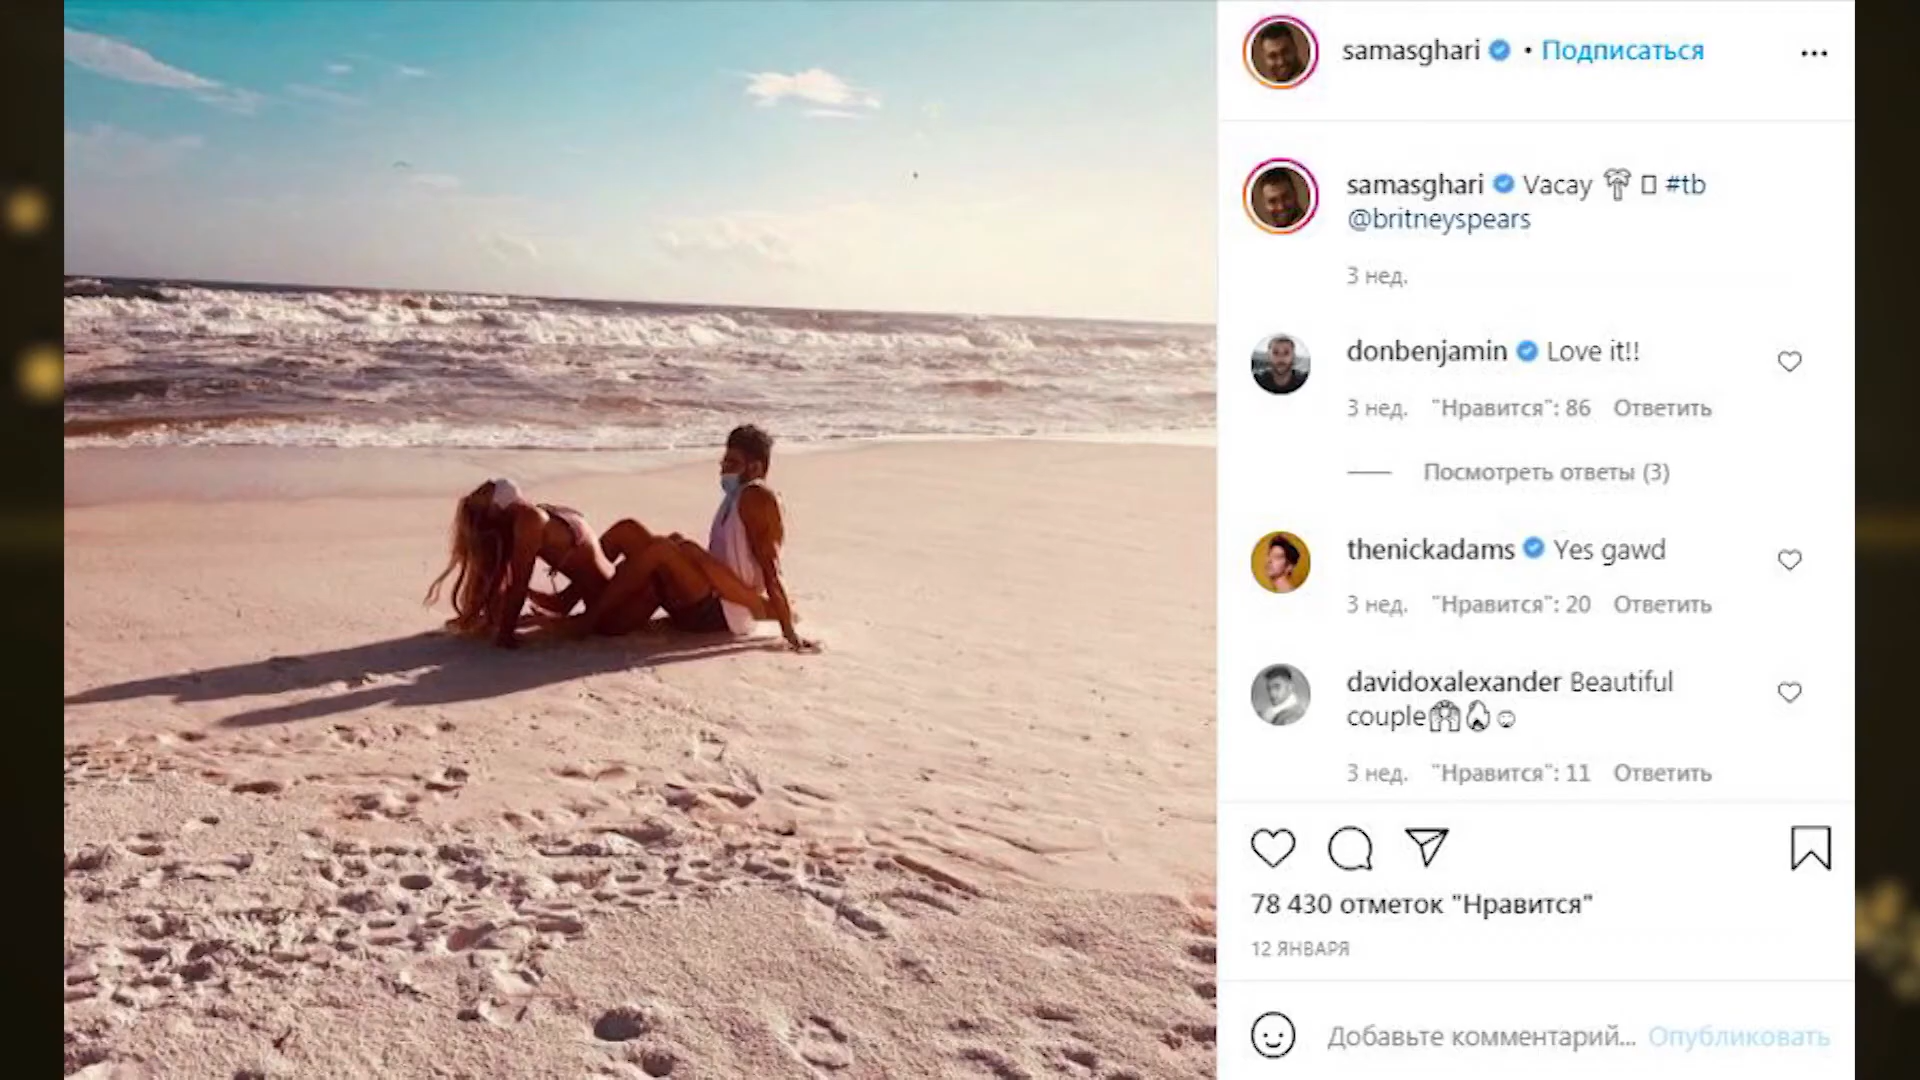 samasghari • Подписаться
samasghari Vacay #tb
@britneyspears
3 нед.
donbenjamin Love it!!
3 нед. "Нравится": 86 Ответить
Посмотреть ответы (3)
thenickadams Yes gawd
3 нед. "Нравится": 20 Ответить
davidoxalexander Beautiful
couple
3 нед. "Нравится": 11 Ответить
78 430 отметок "Нравится"
12 ЯНВАРЯ
Добавьте комментарий... Опубликовать